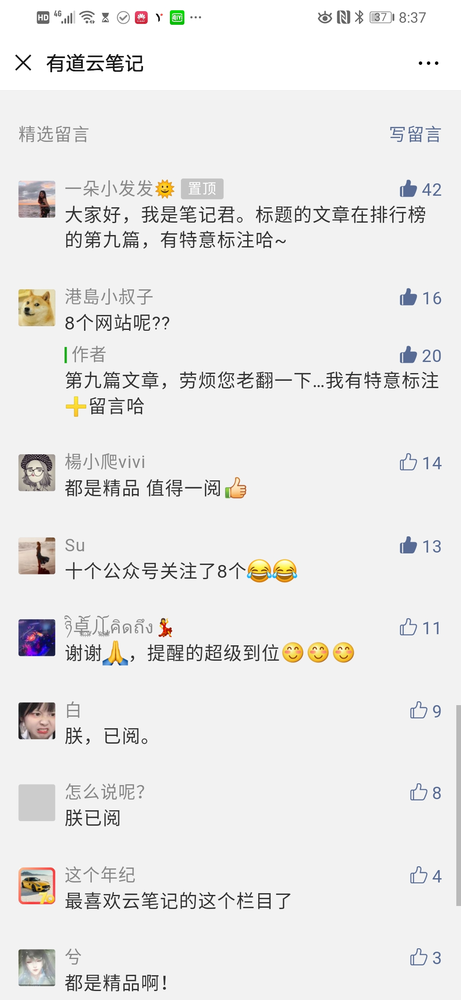 HD 4G iQIYI 37 8:37
有道云笔记
精选留言 写留言
一朵小发发🌞 置顶 42
大家好，我是笔记君。标题的文章在排行榜
的第九篇，有特意标注哈~
港島小叔子 16
8个网站呢??
作者 20
第九篇文章，劳烦您老翻一下...我有特意标注
➕留言哈
楊小爬vivi 14
都是精品 值得一阅👍
Su 13
十个公众号关注了8个😂😂
卓 คิดถึง💃 11
谢谢🙏，提醒的超级到位😊😊😊
白 9
朕，已阅。
怎么说呢？ 8
朕已阅
这个年纪 4
最喜欢云笔记的这个栏目了
兮 3
都是精品啊！